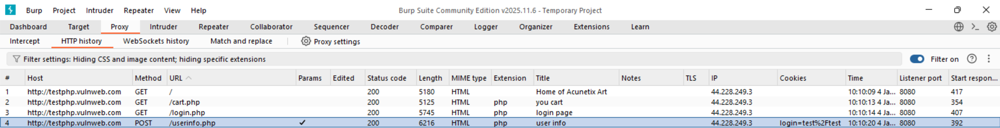 Burp Project Intruder Repeater View Help Burp Suite Community Edition v2025.11.6 - Temporary Project
Dashboard Target Proxy Intruder Repeater Collaborator Sequencer Decoder Comparer Logger Organizer Extensions Learn
Intercept HTTP history WebSockets history Match and replace Proxy settings
Filter settings: Hiding CSS and image content; hiding specific extensions Filter on
# Host Method URL Params Edited Status code Length MIME type Extension Title Notes TLS IP Cookies Time Listener port Start respon...
1 http://testphp.vulnweb.com GET / 200 5180 HTML Home of Acunetix Art 44.228.249.3 10:10:09 4 Ja... 8080 417
2 http://testphp.vulnweb.com GET /cart.php 200 5125 HTML php you cart 44.228.249.3 10:10:13 4 Ja... 8080 354
3 http://testphp.vulnweb.com GET /login.php 200 5745 HTML php login page 44.228.249.3 10:10:14 4 Ja... 8080 407
4 http://testphp.vulnweb.com POST /userinfo.php ✓ 200 6216 HTML php user info 44.228.249.3 login=test%2Ftest 10:10:20 4 Ja... 8080 392